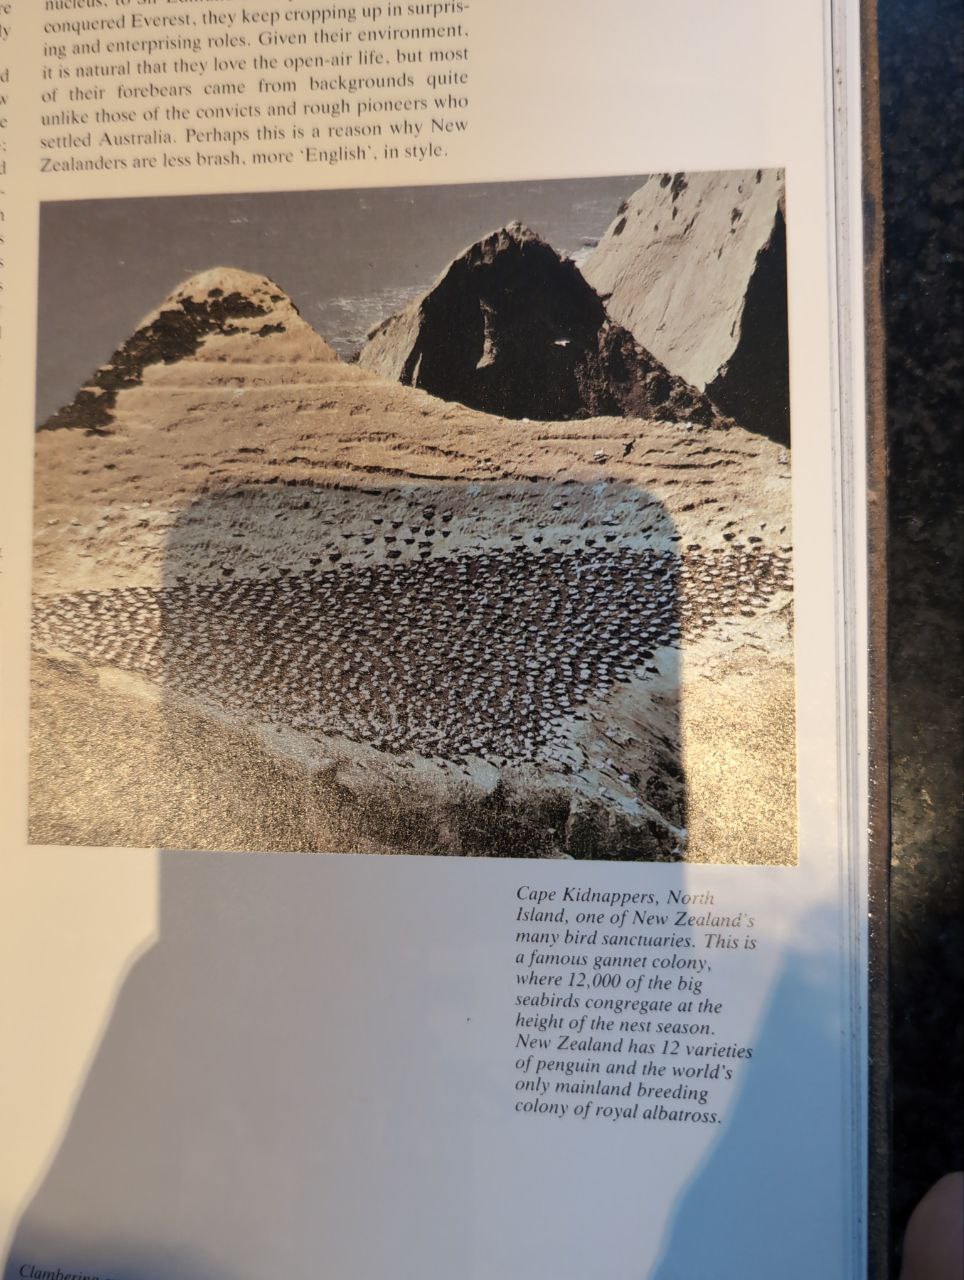 conquered Everest, they keep cropping up in surpris-
ing and enterprising roles. Given their environment,
it is natural that they love the open-air life, but most
of their forebears came from backgrounds quite
unlike those of the convicts and rough pioneers who
settled Australia. Perhaps this is a reason why New
Zealanders are less brash, more ‘English’, in style.
Cape Kidnappers, North
Island, one of New Zealand's
many bird sanctuaries. This is
a famous gannet colony,
where 12,000 of the big
seabirds congregate at the
height of the nest season.
New Zealand has 12 varieties
of penguin and the world's
only mainland breeding
colony of royal albatross.
Clambering